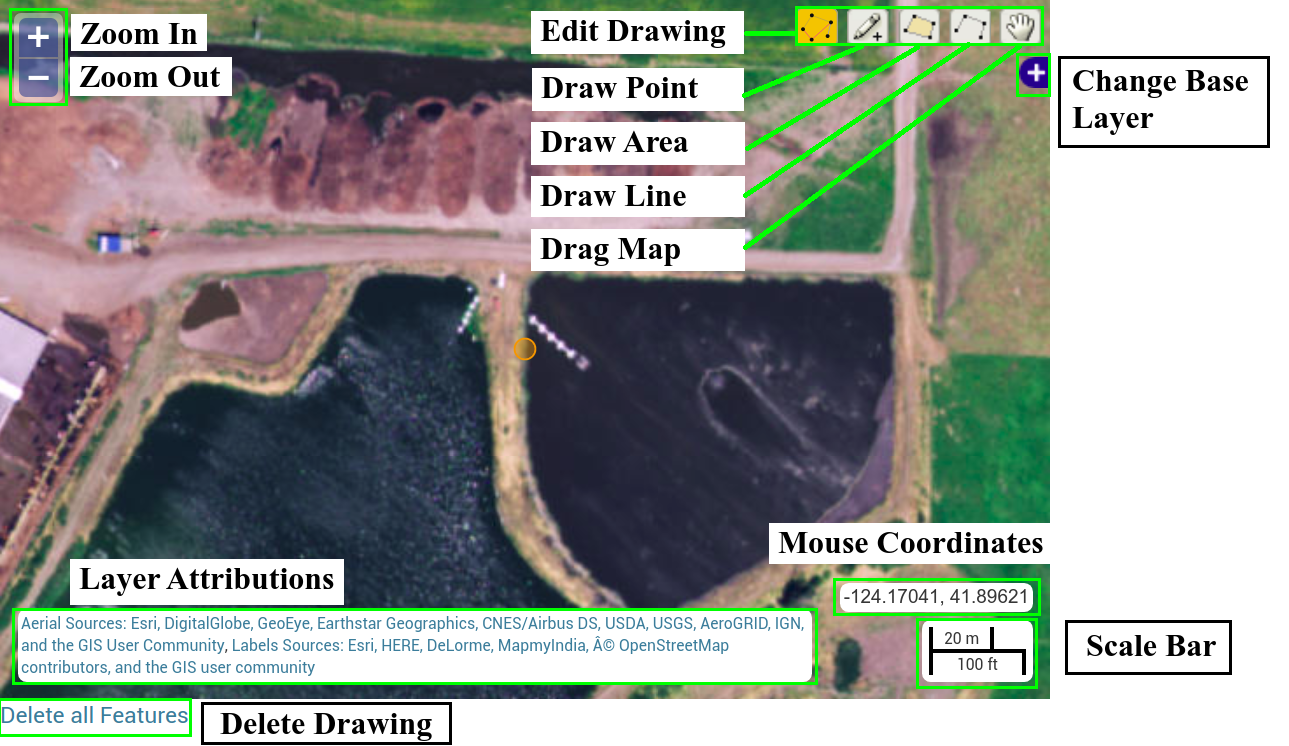 +
Zoom In
−
Zoom Out
Edit Drawing
Draw Point
Draw Area
Draw Line
Drag Map
+
Change Base
Layer
Mouse Coordinates
-124.17041, 41.89621
Layer Attributions
Aerial Sources: Esri, DigitalGlobe, GeoEye, Earthstar Geographics, CNES/Airbus DS, USDA, USGS, AeroGRID, IGN,
and the GIS User Community, Labels Sources: Esri, HERE, DeLorme, MapmyIndia, Â© OpenStreetMap
contributors, and the GIS user community
20 m
100 ft
Scale Bar
Delete all Features
Delete Drawing